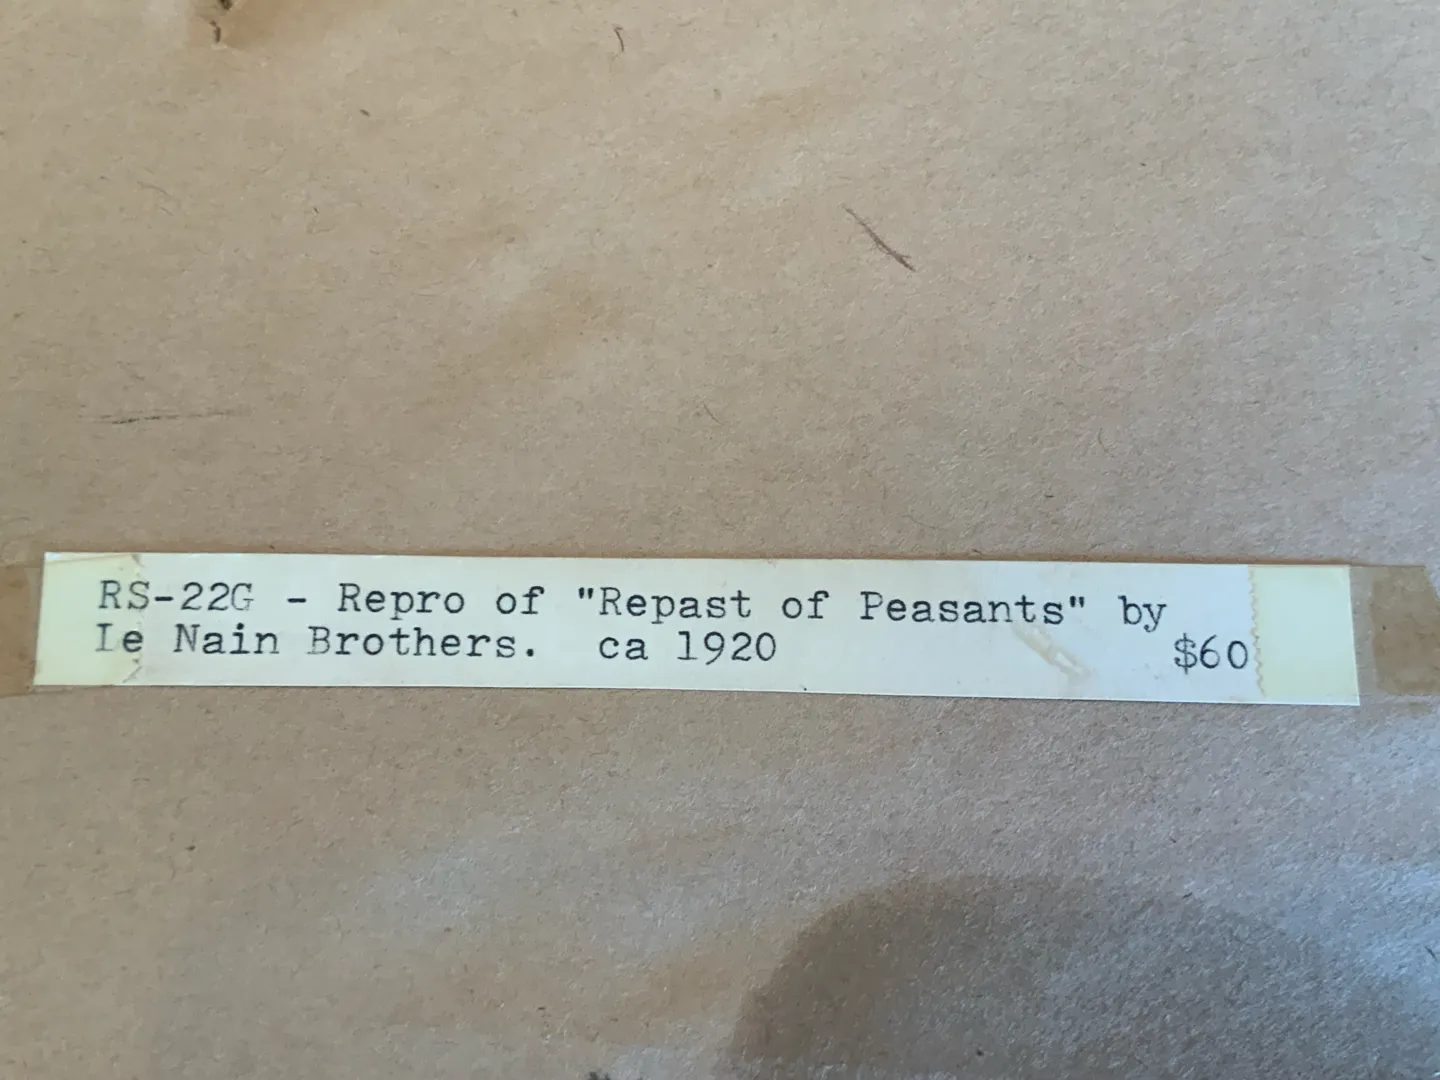 RS-22G - Repro of "Repast of Peasants" by
Le Nain Brothers. ca 1920
$60